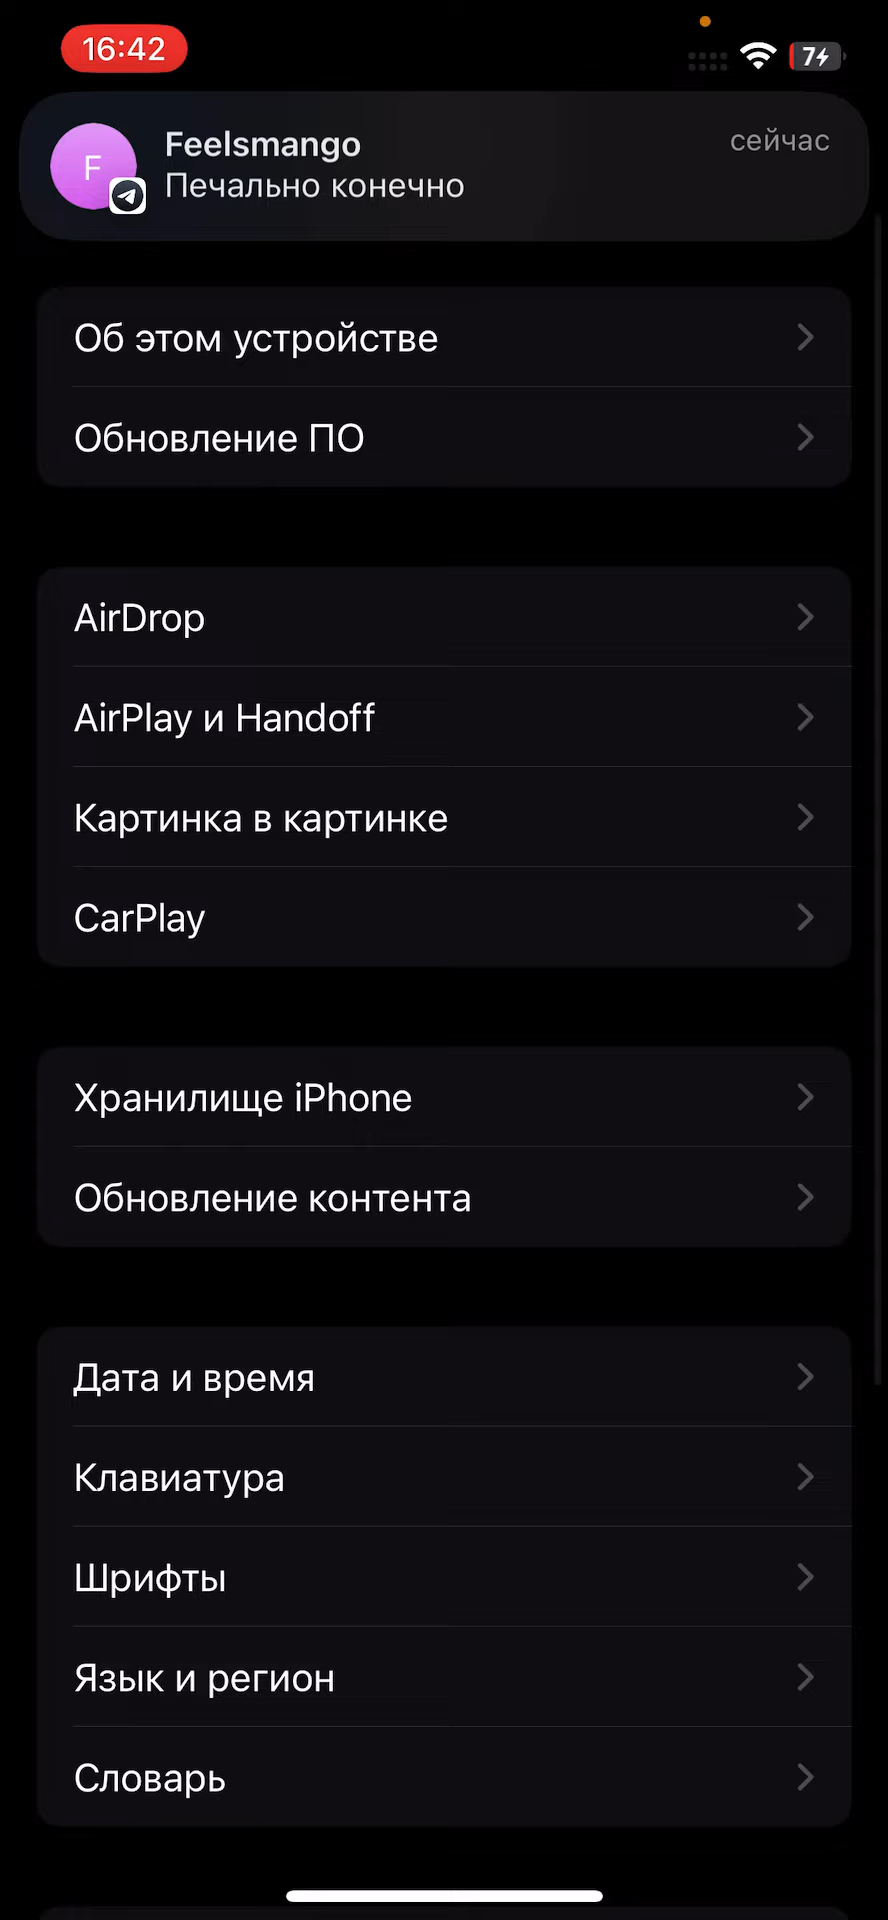 16:42
7
F
Feelsmango
сейчас
Печально конечно
Об этом устройстве
Обновление ПО
AirDrop
AirPlay и Handoff
Картинка в картинке
CarPlay
Хранилище iPhone
Обновление контента
Дата и время
Клавиатура
Шрифты
Язык и регион
Словарь